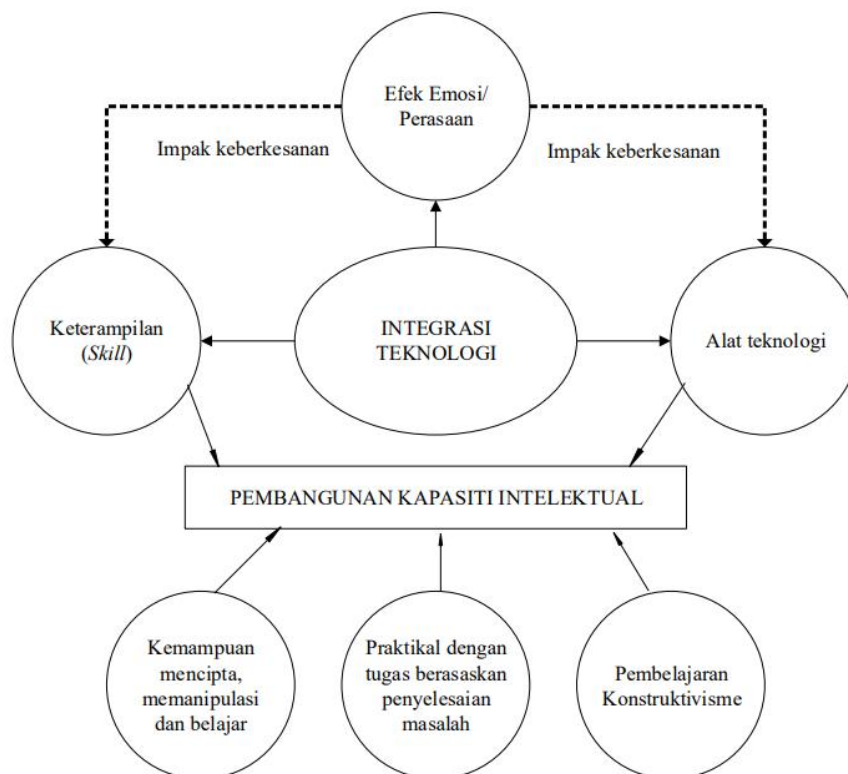 Efek Emosi/
Perasaan
Impak keberkesanan
Impak keberkesanan
Keterampilan
(Skill)
INTEGRASI
TEKNOLOGI
Alat teknologi
PEMBANGUNAN KAPASITI INTELEKTUAL
Kemampuan
mencipta,
memanipulasi
dan belajar
Praktikal dengan
tugas berasaskan
penyelesaian
masalah
Pembelajaran
Konstruktivisme